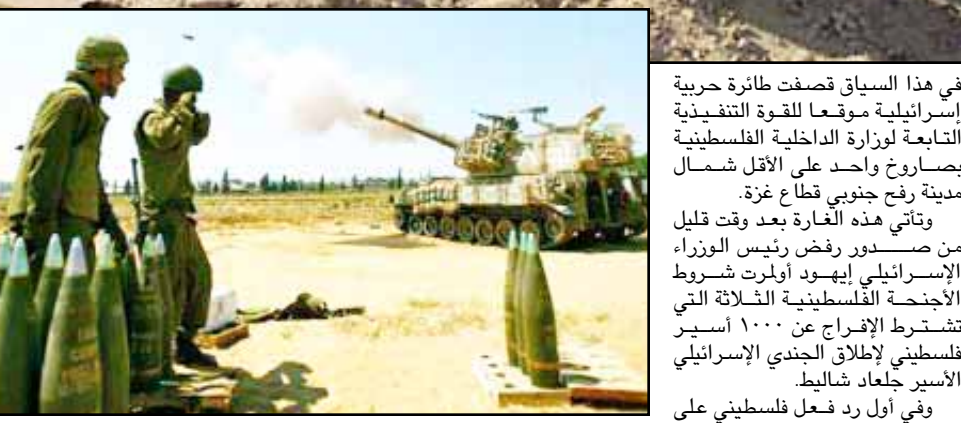 في هذا السياق قصفت طائرة حربية
إسرائيلية موقعا للقوة التنفيذية
التابعة لوزارة الداخلية الفلسطينية
بصاروخ واحد على الأقل شمال
مدينة رفح جنوبي قطاع غزة.
وتأتي هذه الغارة بعد وقت قليل
من صدور رفض رئيس الوزراء
الإسرائيلي إيهود أولمرت شروط
الأجنحة الفلسطينية الثلاثة التي
تشترط الإفراج عن ١٠٠٠ أسير
فلسطيني لإطلاق الجندي الإسرائيلي
الأسير جلعاد شاليط.
وفي أول رد فعل فلسطيني على